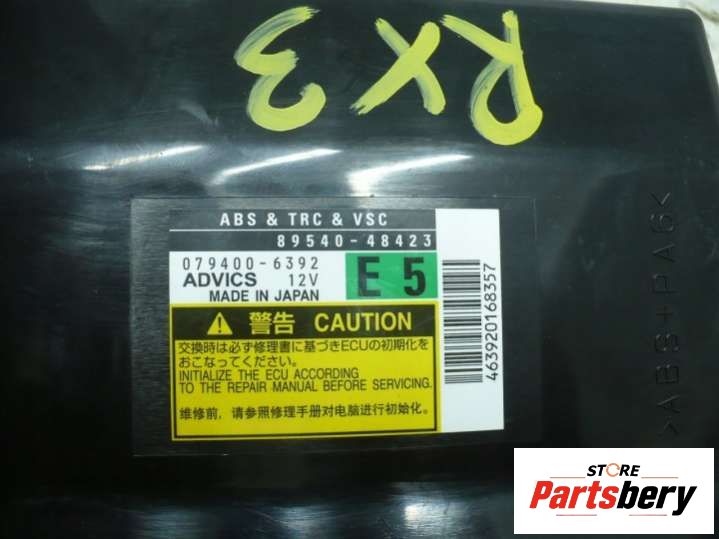 RX3
ABS & TRC & VSC
89540-48423
079400-6392
ADVICS 12V
MADE IN JAPAN
E5
463920168357
警告 CAUTION
交換時は必ず修理書に基づきECUの初期化を
おこなってください。
INITIALIZE THE ECU ACCORDING
TO THE REPAIR MANUAL BEFORE SERVICING.
维修前，请参照修理手册对电脑进行初始化。
>ABS+PA6<
STORE
Partsbery